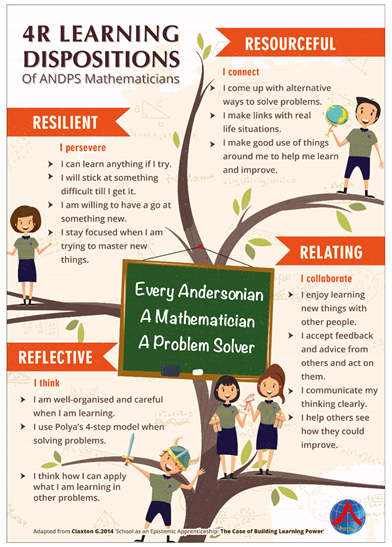 4R LEARNING
DISPOSITIONS
Of ANDPS Mathematicians
RESOURCEFUL
I connect
I come up with alternative
ways to solve problems.
I make links with real
life situations.
I make good use of things
around me to help me learn
and improve.
RESILIENT
I persevere
I can learn anything if I try.
I will stick at something
difficult till I get it.
I am willing to have a go at
something new.
I stay focused when I am
trying to master new
things.
Every Andersonian
A Mathematician
A Problem Solver
RELATING
I collaborate
I enjoy learning
new things with
other people.
I accept feedback
and advice from
others and act on
them.
I communicate my
thinking clearly.
I help others see
how they could
improve.
REFLECTIVE
I think
I am well-organised and careful
when I am learning.
I use Polya's 4-step model when
solving problems.
I think how I can apply
what I am learning in
other problems.
Adapted from Claxton G.2014 'School as an Epistemic Apprenticeship: The Case of Building Learning Power'